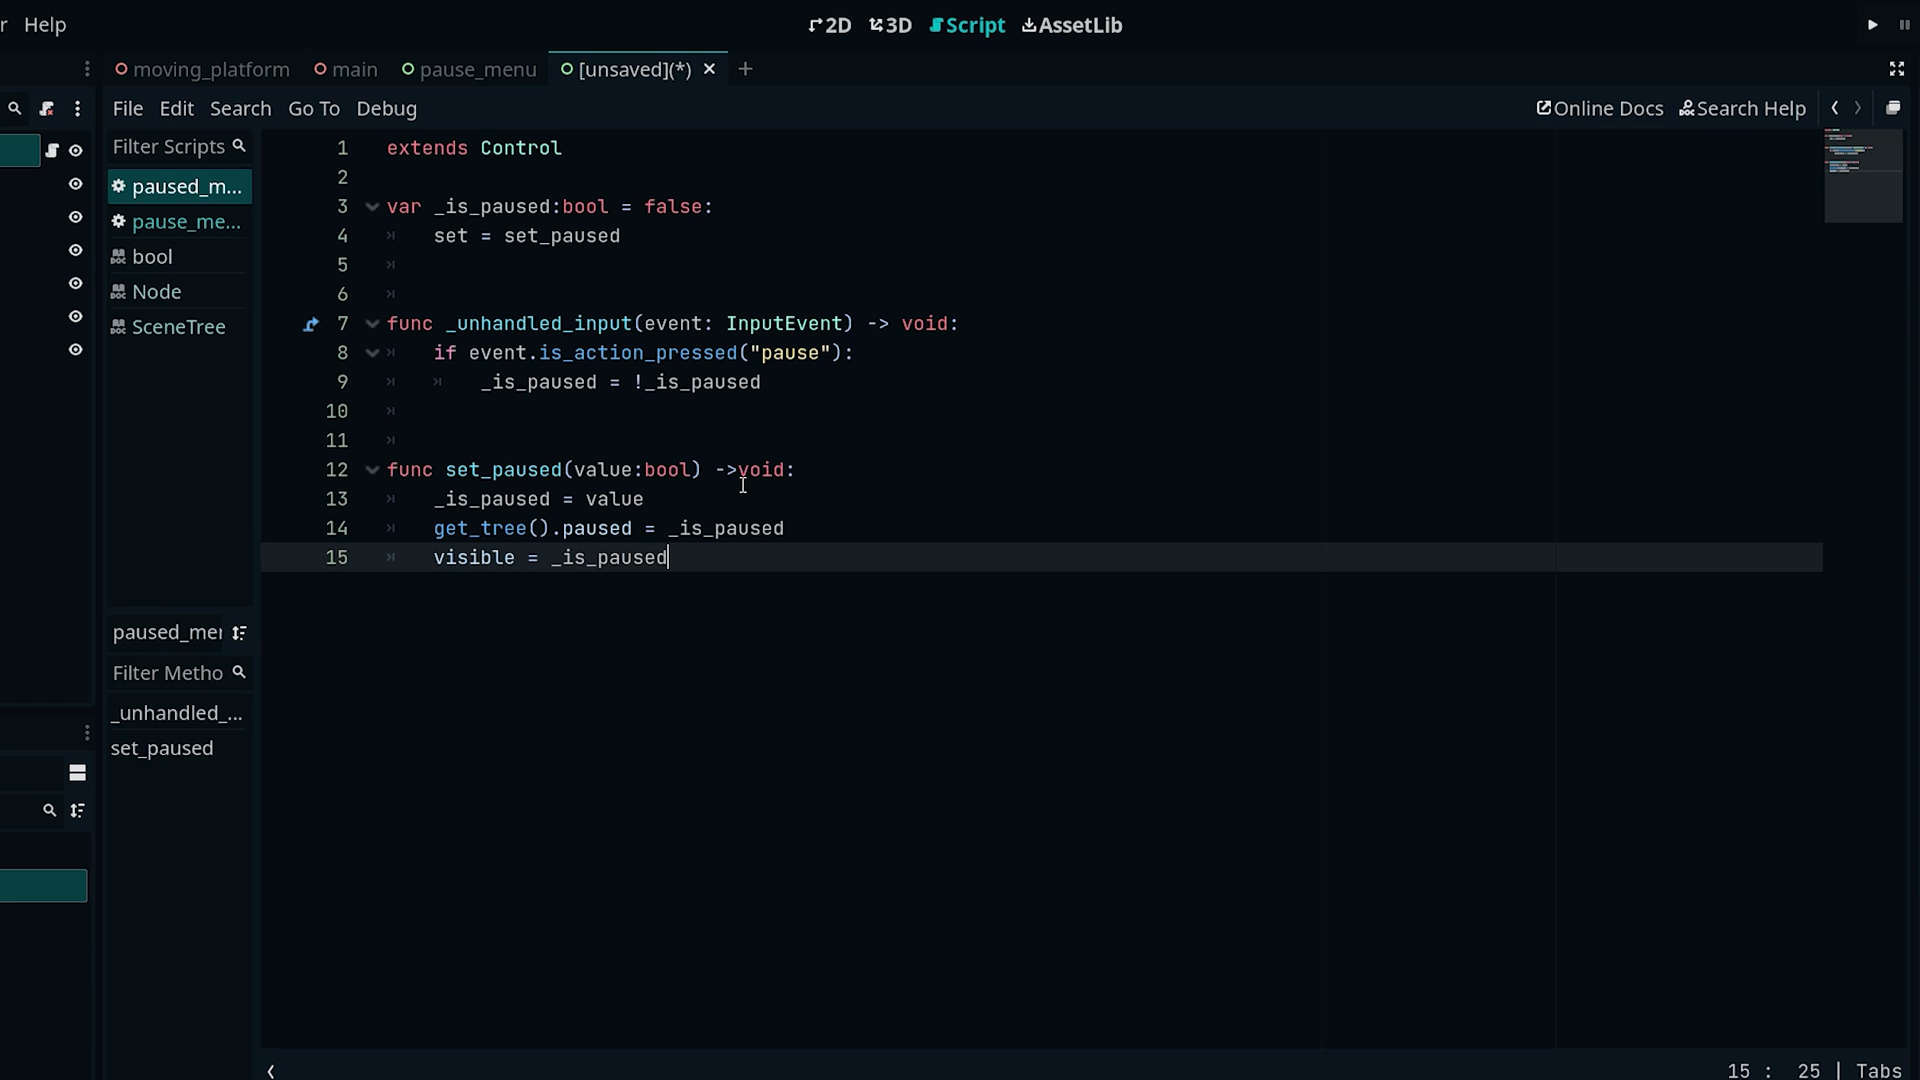 r Help
2D 3D Script AssetLib
moving_platform main pause_menu [unsaved](*)
File Edit Search Go To Debug
Online Docs Search Help
Filter Scripts
paused_m...
pause_me...
bool
Node
SceneTree
paused_mer
Filter Metho
_unhandled_...
set_paused
1 extends Control
2
3 var _is_paused:bool = false:
4 set = set_paused
5
6
7 func _unhandled_input(event: InputEvent) -> void:
8 if event.is_action_pressed("pause"):
9 _is_paused = !_is_paused
10
11
12 func set_paused(value:bool) ->void:
13 _is_paused = value
14 get_tree().paused = _is_paused
15 visible = _is_paused
15 : 25 | Tabs